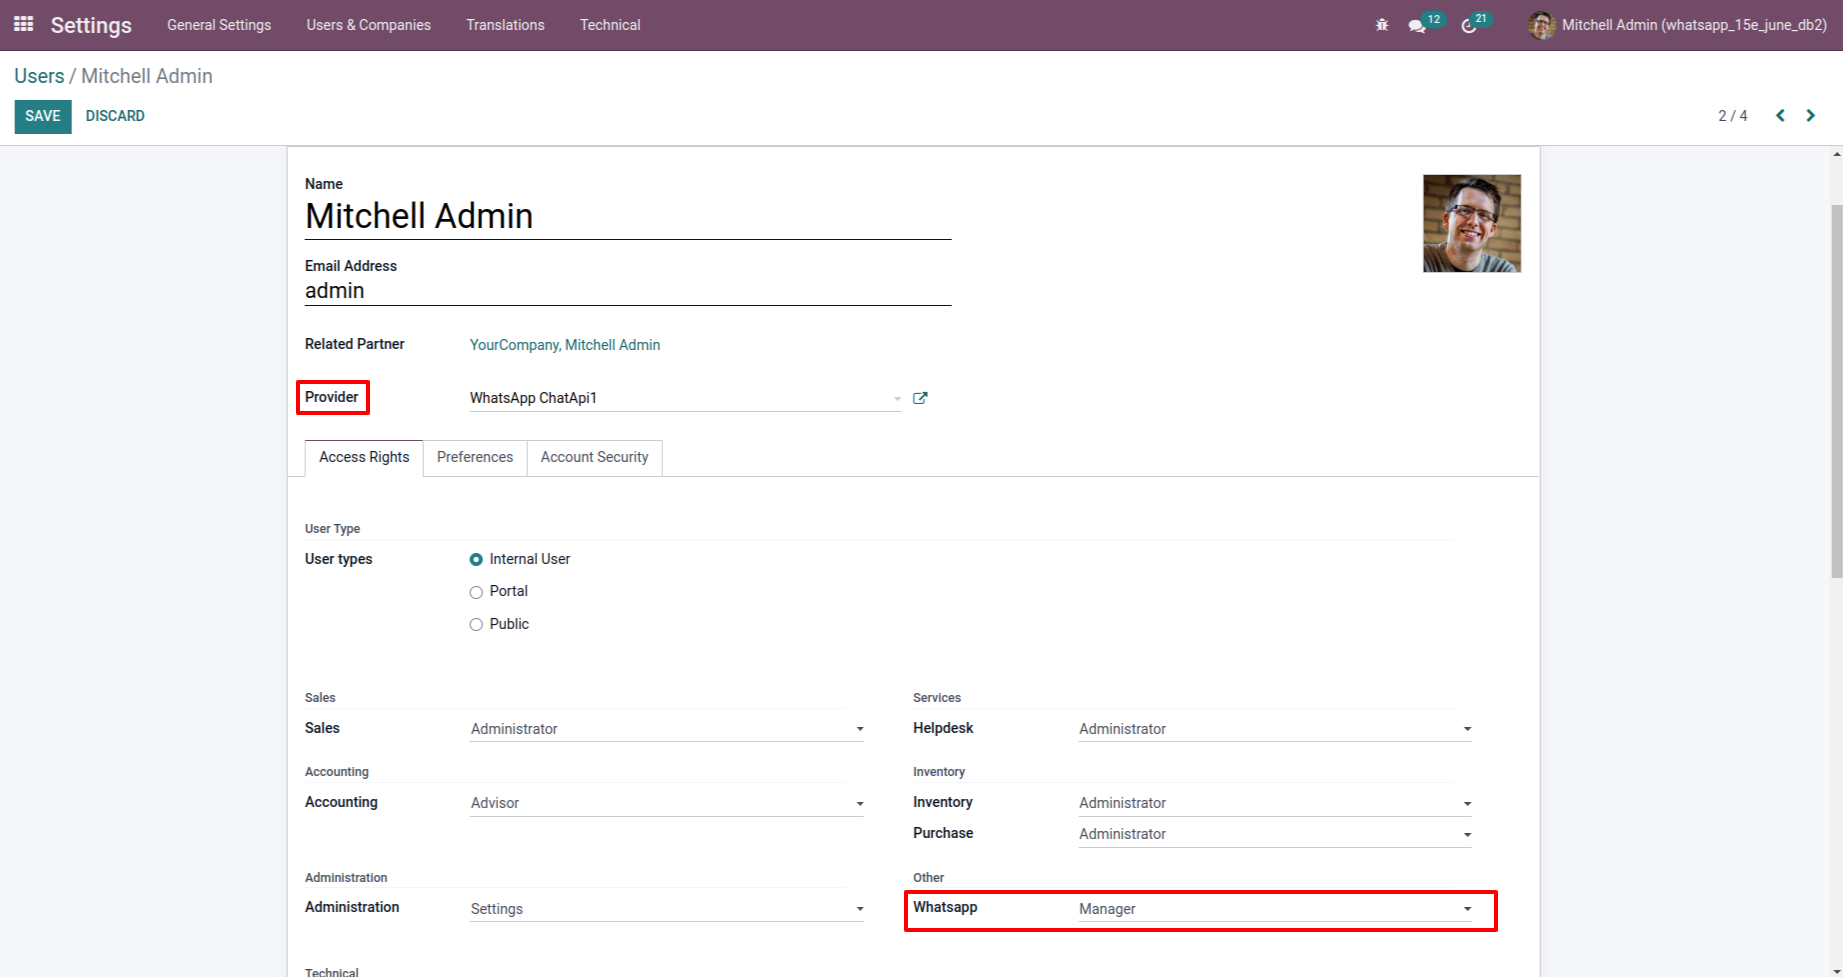 Settings General Settings Users & Companies Translations Technical 12 21 Mitchell Admin (whatsapp_15e_june_db2)
Users / Mitchell Admin
SAVE DISCARD 2 / 4
Name
Mitchell Admin
Email Address
admin
Related Partner YourCompany, Mitchell Admin
Provider WhatsApp ChatApi1
Access Rights Preferences Account Security
User Type
User types Internal User
Portal
Public
Sales Services
Sales Administrator Helpdesk Administrator
Accounting Inventory
Accounting Advisor Inventory Administrator
Purchase Administrator
Administration Other
Administration Settings Whatsapp Manager
Technical